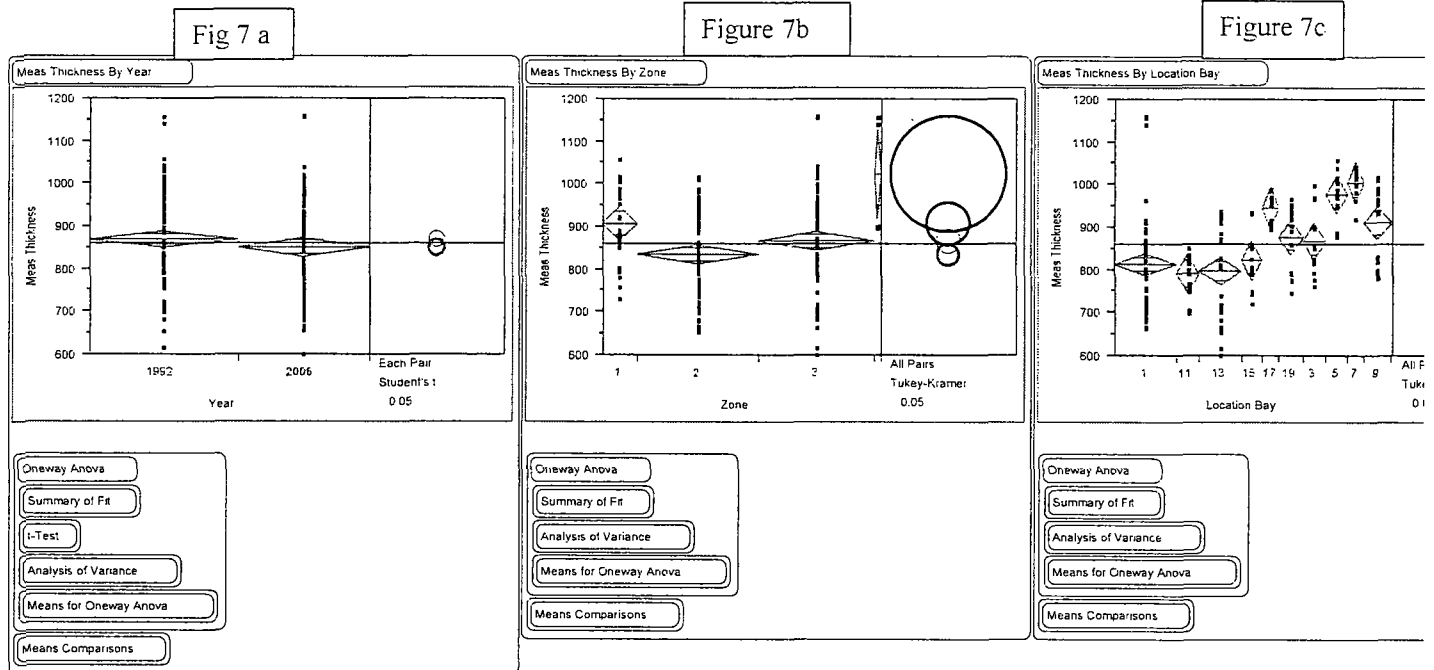 Fig 7 a
Meas Thickness By Year
1200
1100
1000
900
800
700
600
Meas Thickness
1992
2006
Year
Each Pair
Student's t
0.05
Oneway Anova
Summary of Fit
t-Test
Analysis of Variance
Means for Oneway Anova
Means Comparisons
Figure 7b
Meas Thickness By Zone
1200
1100
1000
900
800
700
600
Meas Thickness
1
2
3
Zone
All Pairs
Tukey-Kramer
0.05
Oneway Anova
Summary of Fit
Analysis of Variance
Means for Oneway Anova
Means Comparisons
Figure 7c
Meas Thickness By Location Bay
1200
1100
1000
900
800
700
600
Meas Thickness
1 11 13 15 17 19 3 5 7 9
Location Bay
All
Oneway Anova
Summary of Fit
Analysis of Variance
Means for Oneway Anova
Means Comparisons